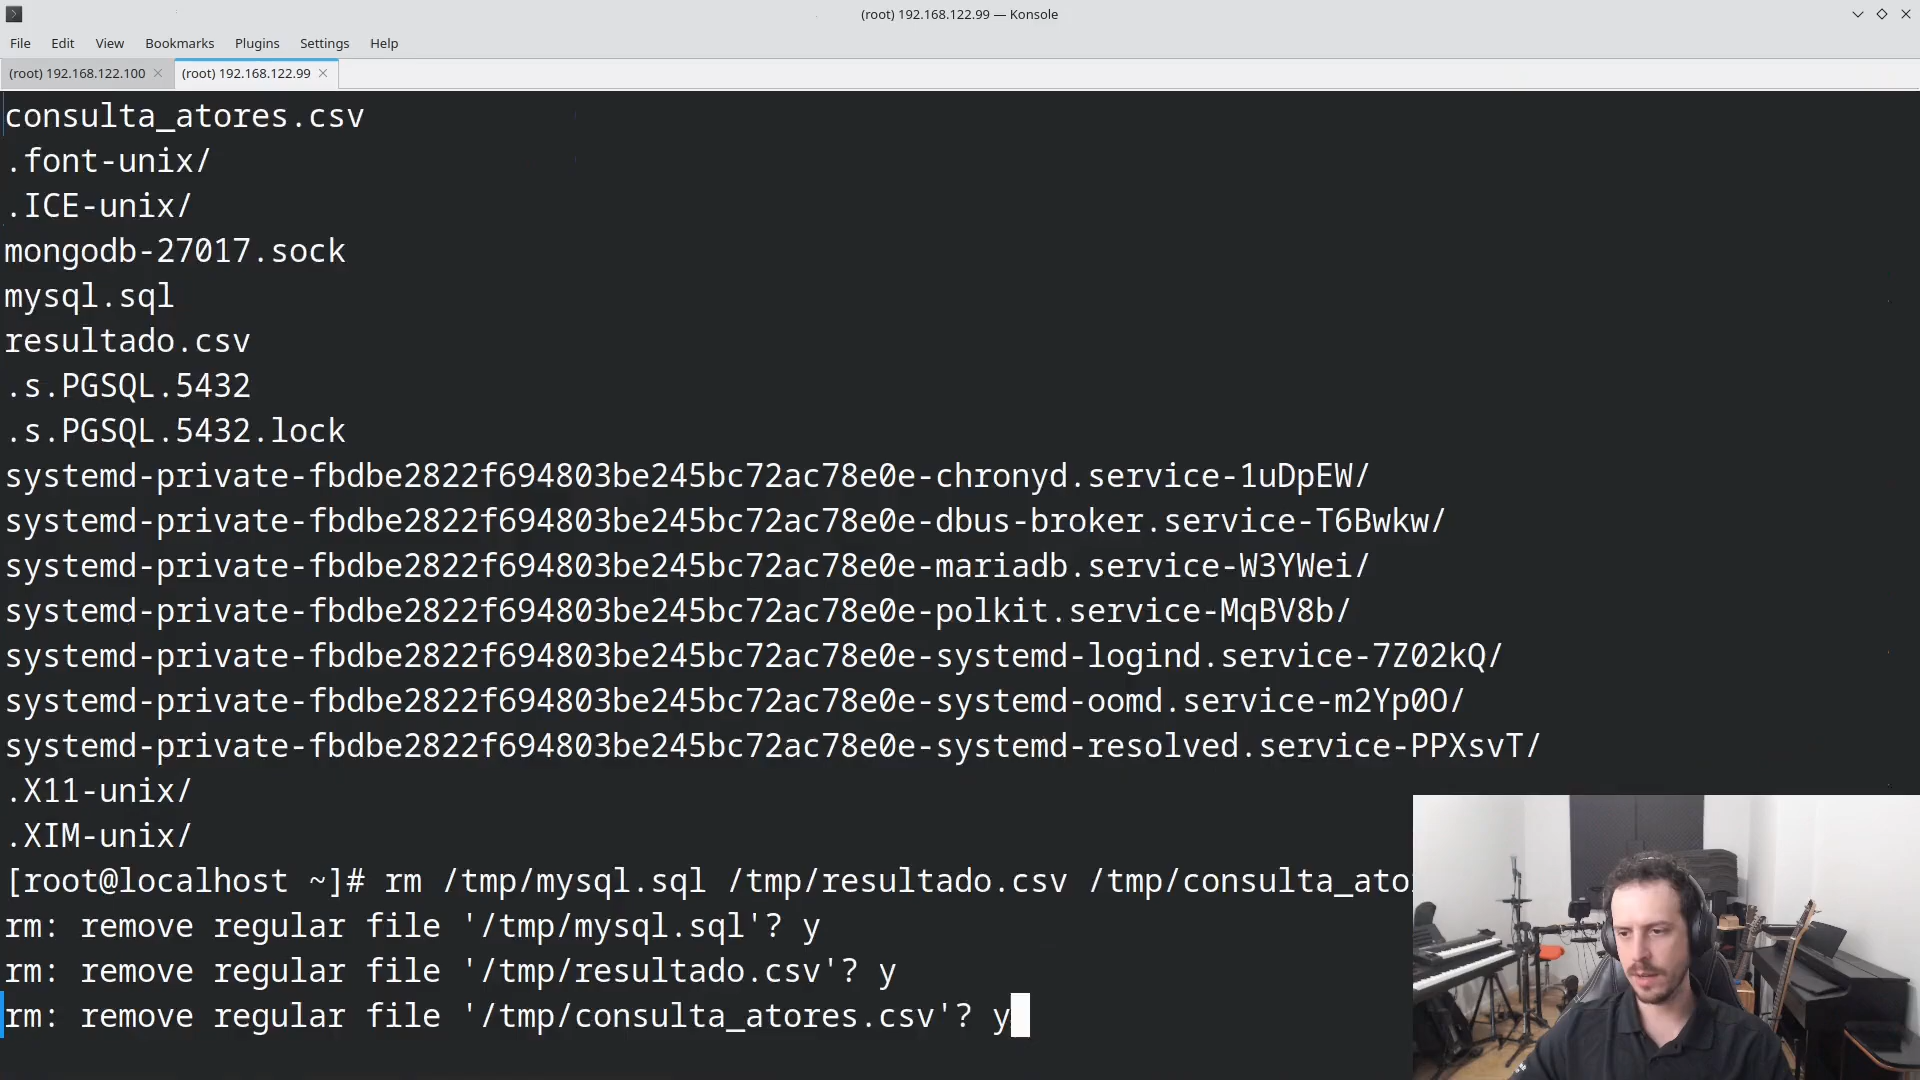 (root) 192.168.122.99 — Konsole
File Edit View Bookmarks Plugins Settings Help
(root) 192.168.122.100
(root) 192.168.122.99
consulta_atores.csv
.font-unix/
.ICE-unix/
mongodb-27017.sock
mysql.sql
resultado.csv
.s.PGSQL.5432
.s.PGSQL.5432.lock
systemd-private-fbdbe2822f694803be245bc72ac78e0e-chronyd.service-1uDpEW/
systemd-private-fbdbe2822f694803be245bc72ac78e0e-dbus-broker.service-T6Bwkw/
systemd-private-fbdbe2822f694803be245bc72ac78e0e-mariadb.service-W3YWei/
systemd-private-fbdbe2822f694803be245bc72ac78e0e-polkit.service-MqBV8b/
systemd-private-fbdbe2822f694803be245bc72ac78e0e-systemd-logind.service-7Z02kQ/
systemd-private-fbdbe2822f694803be245bc72ac78e0e-systemd-oomd.service-m2Yp0O/
systemd-private-fbdbe2822f694803be245bc72ac78e0e-systemd-resolved.service-PPXsvT/
.X11-unix/
.XIM-unix/
[root@localhost ~]# rm /tmp/mysql.sql /tmp/resultado.csv /tmp/consulta_ato
rm: remove regular file '/tmp/mysql.sql'? y
rm: remove regular file '/tmp/resultado.csv'? y
rm: remove regular file '/tmp/consulta_atores.csv'? y